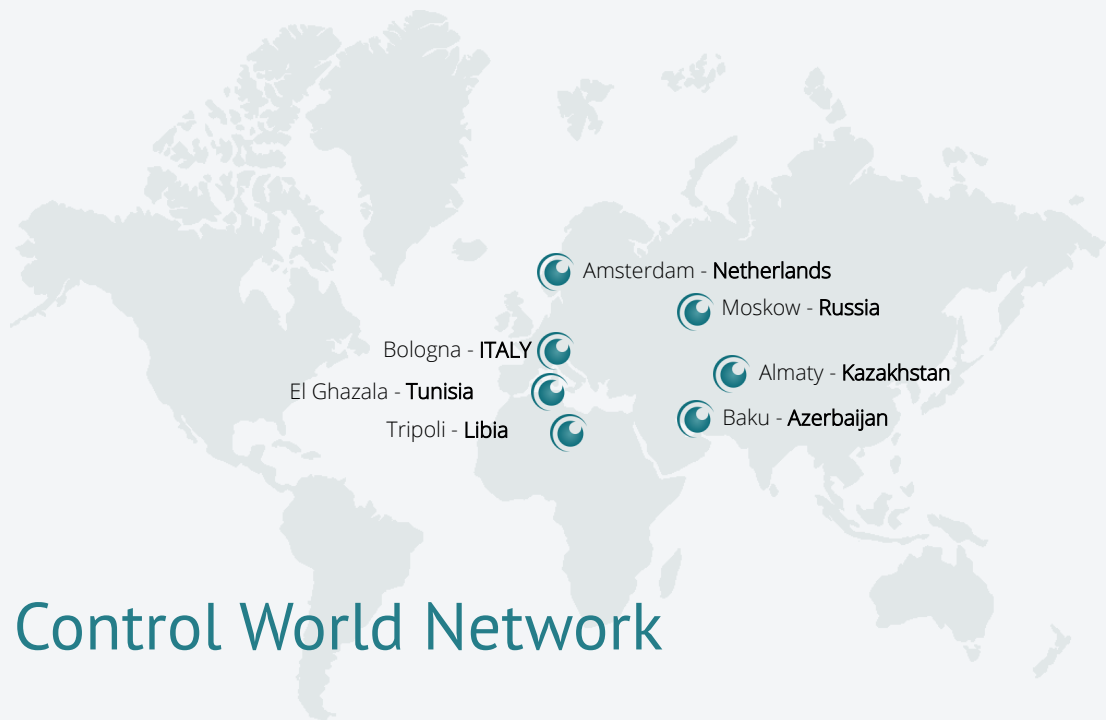 Amsterdam - Netherlands
Moskow - Russia
Bologna - ITALY
Almaty - Kazakhstan
El Ghazala - Tunisia
Baku - Azerbaijan
Tripoli - Libia
Control World Network